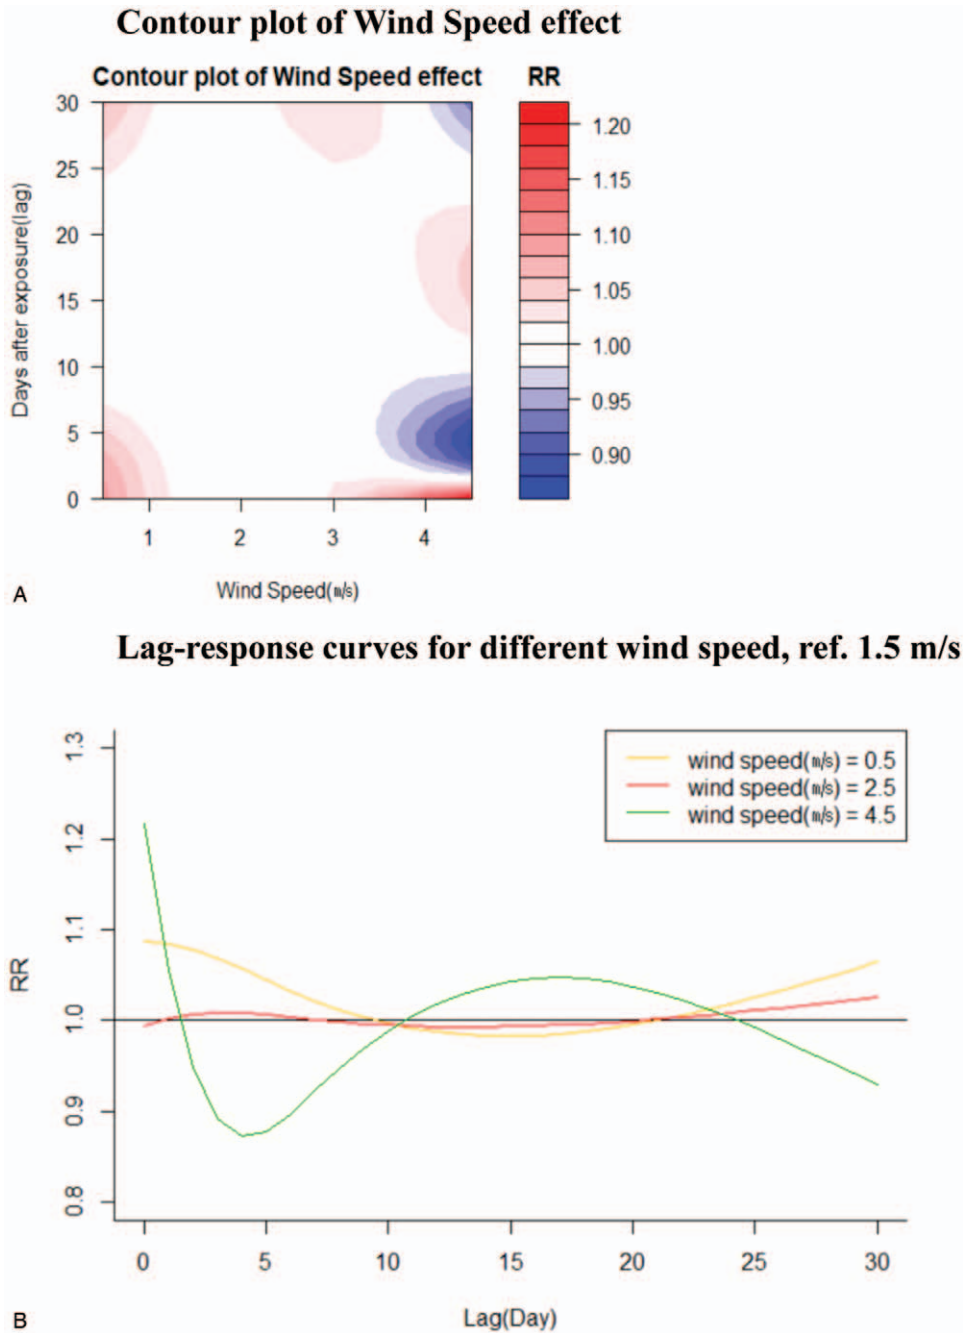 Contour plot of Wind Speed effect
Contour plot of Wind Speed effect
RR
30
25
20
15
10
5
0
Days after exposure(lag)
1 2 3 4
Wind Speed(㎧)
1.20
1.15
1.10
1.05
1.00
0.95
0.90
A
Lag-response curves for different wind speed, ref. 1.5 m/s
wind speed(㎧) = 0.5
wind speed(㎧) = 2.5
wind speed(㎧) = 4.5
1.3
1.2
1.1
1.0
0.9
0.8
RR
0 5 10 15 20 25 30
Lag(Day)
B